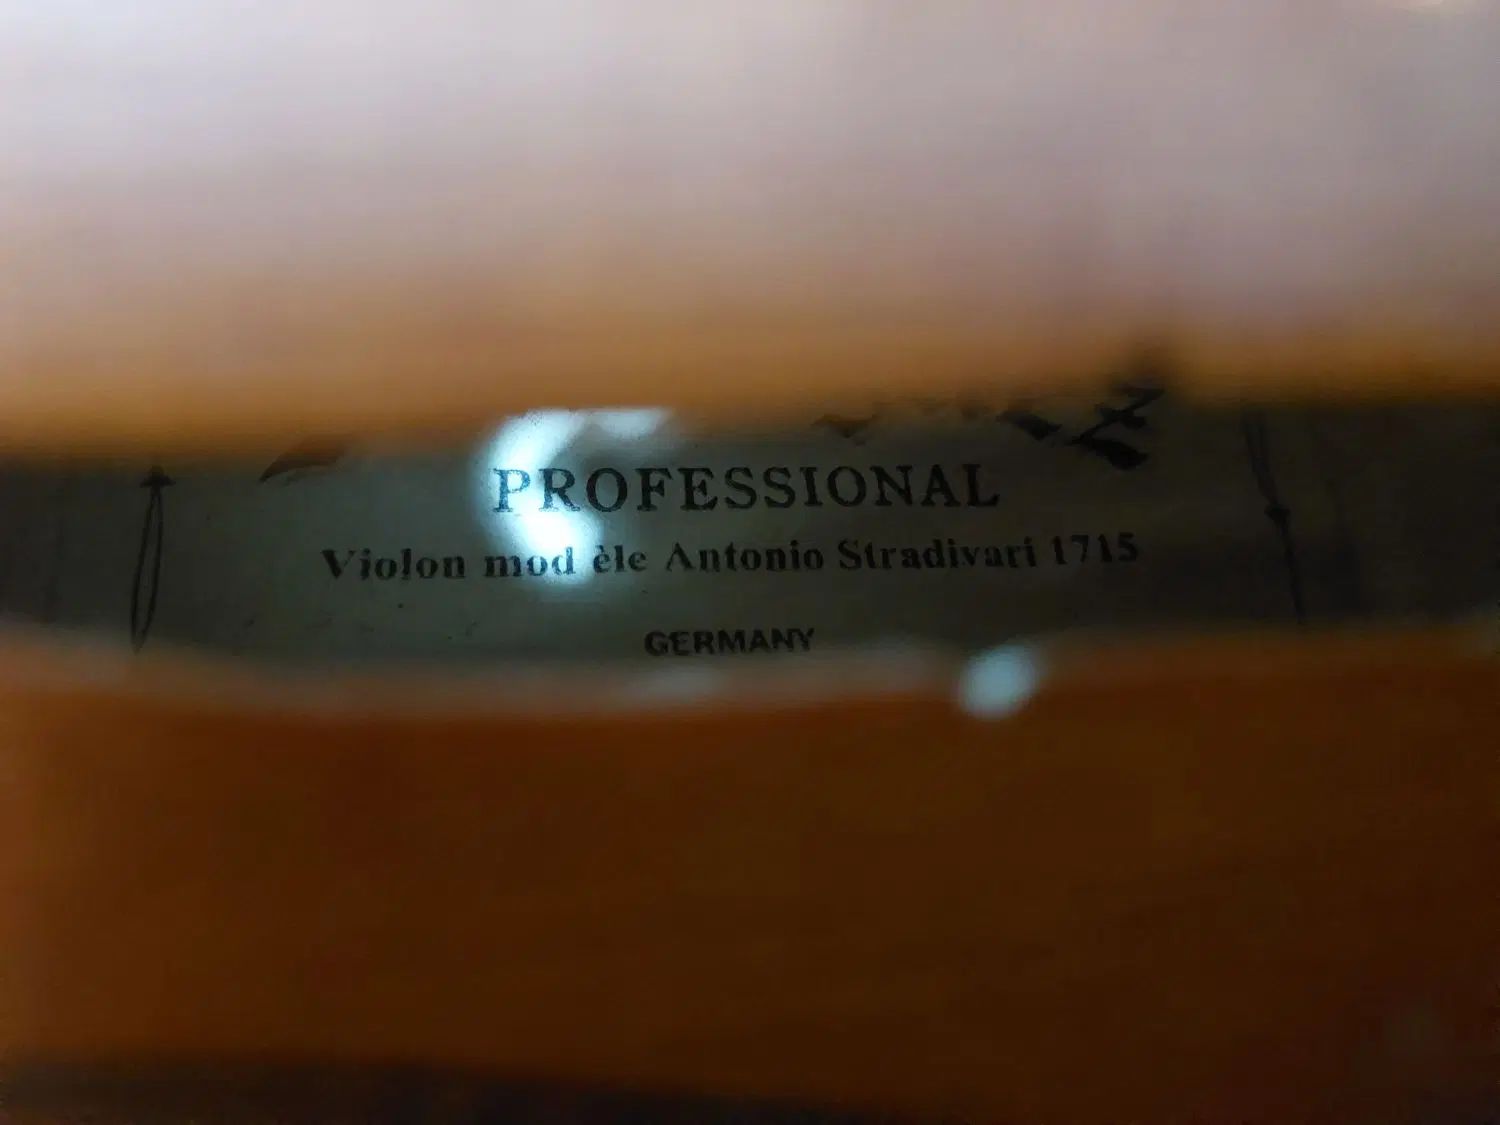 PROFESSIONAL
Violon mod èle Antonio Stradivari 1715
GERMANY